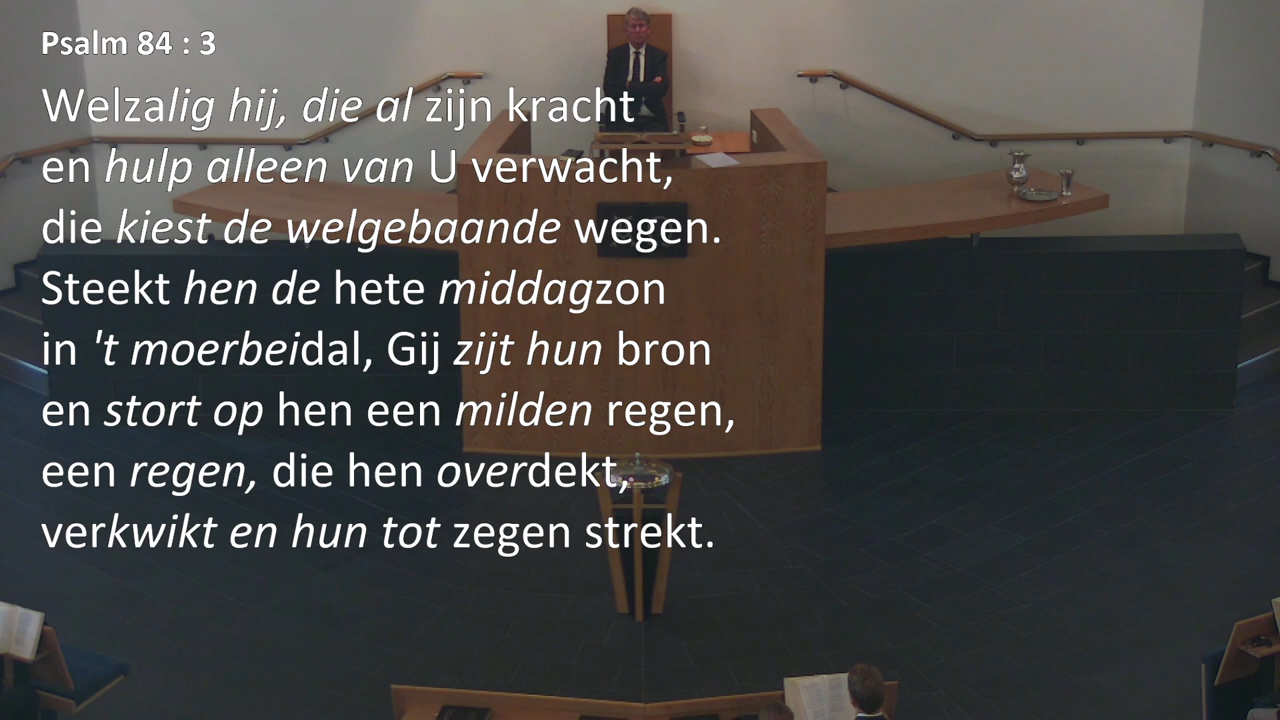 Psalm 84 : 3
Welzalig hij, die al zijn kracht
en hulp alleen van U verwacht,
die kiest de welgebaande wegen.
Steekt hen de hete middagzon
in 't moerbeidal, Gij zijt hun bron
en stort op hen een milden regen,
een regen, die hen overdekt,
verkwikt en hun tot zegen strekt.